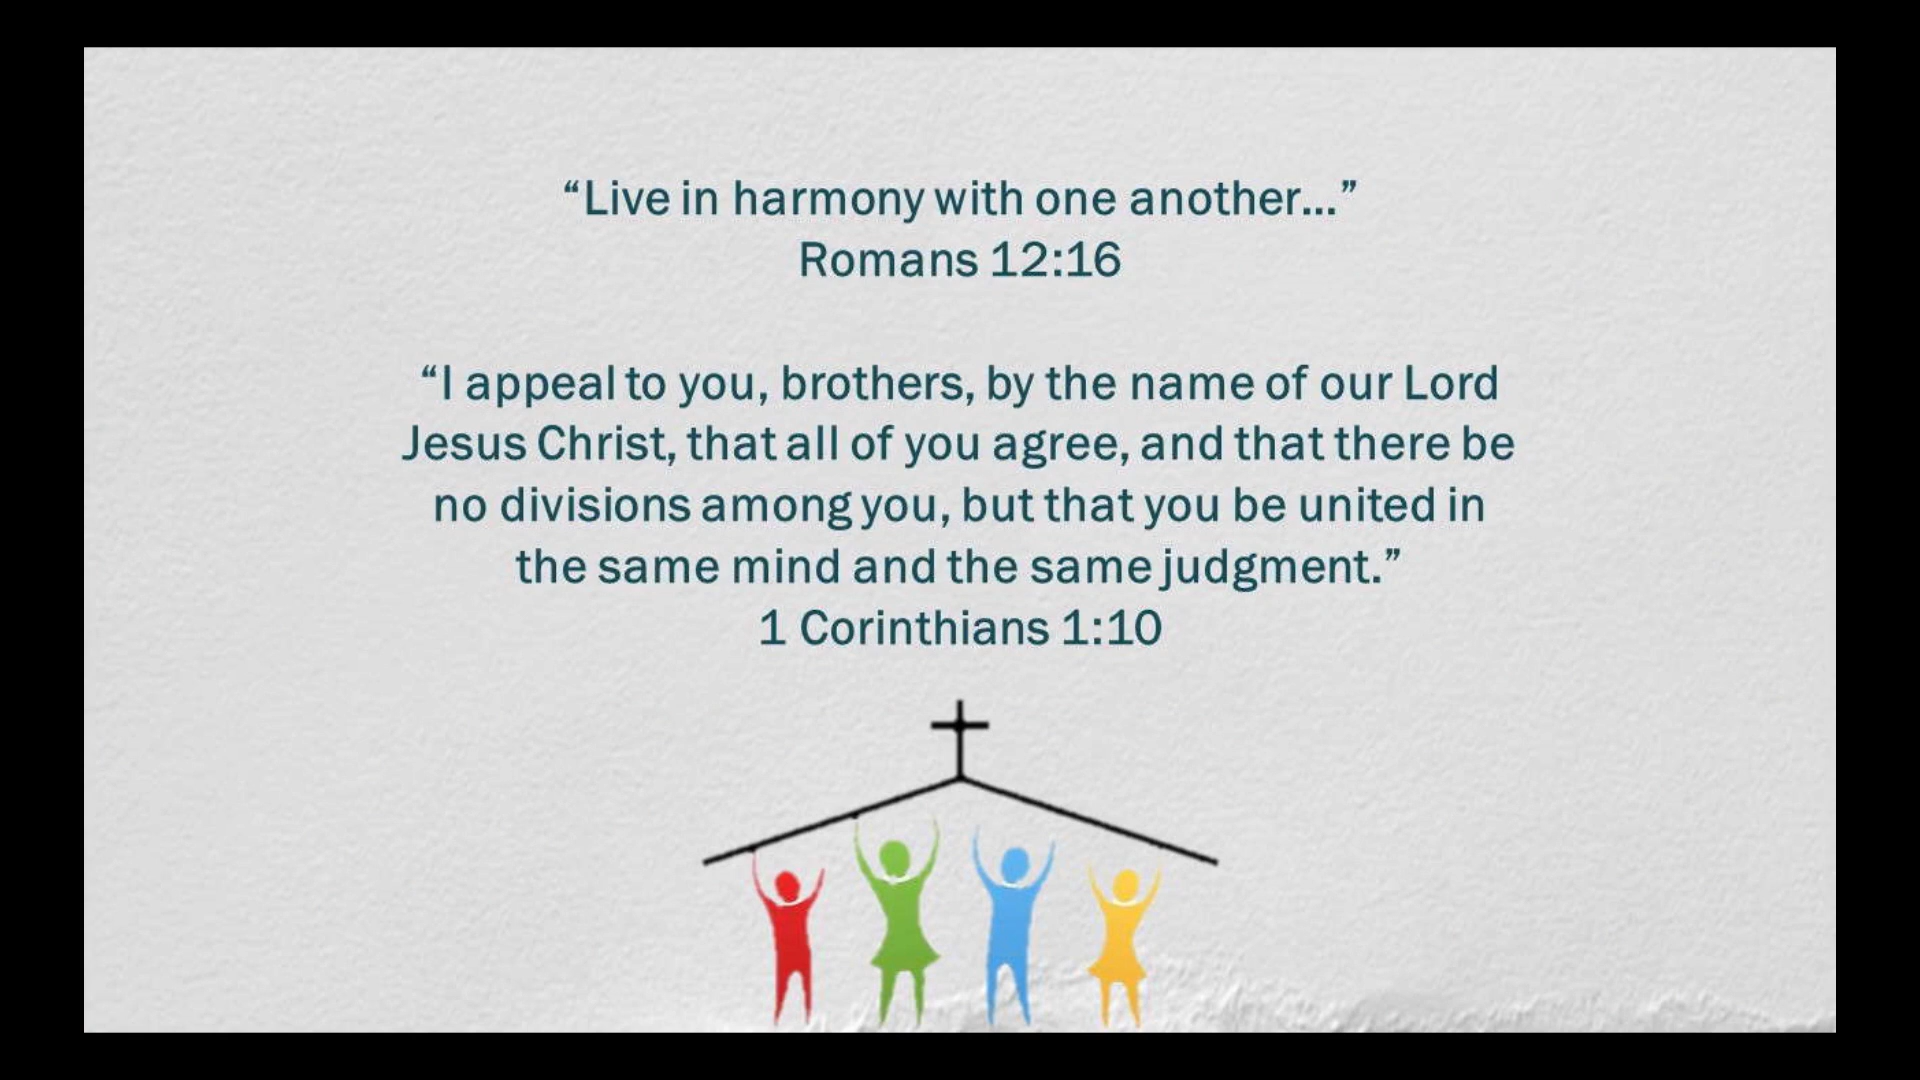 “Live in harmony with one another...”
Romans 12:16
“I appeal to you, brothers, by the name of our Lord
Jesus Christ, that all of you agree, and that there be
no divisions among you, but that you be united in
the same mind and the same judgment.”
1 Corinthians 1:10